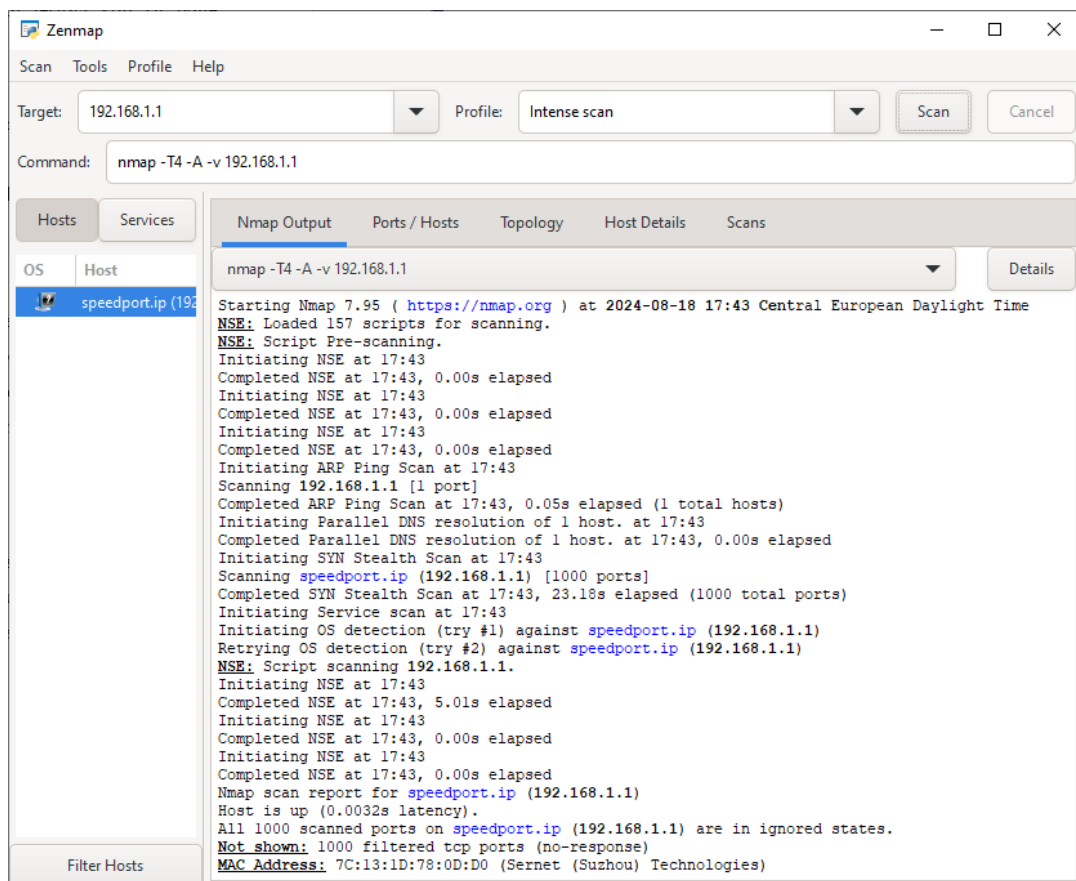 Zenmap
Scan Tools Profile Help
Target: 192.168.1.1 Profile: Intense scan Scan Cancel
Command: nmap -T4 -A -v 192.168.1.1
Hosts Services
OS Host
speedport.ip (192
Nmap Output Ports / Hosts Topology Host Details Scans
nmap -T4 -A -v 192.168.1.1 Details
Starting Nmap 7.95 ( https://nmap.org ) at 2024-08-18 17:43 Central European Daylight Time
NSE: Loaded 157 scripts for scanning.
NSE: Script Pre-scanning.
Initiating NSE at 17:43
Completed NSE at 17:43, 0.00s elapsed
Initiating NSE at 17:43
Completed NSE at 17:43, 0.00s elapsed
Initiating NSE at 17:43
Completed NSE at 17:43, 0.00s elapsed
Initiating ARP Ping Scan at 17:43
Scanning 192.168.1.1 [1 port]
Completed ARP Ping Scan at 17:43, 0.05s elapsed (1 total hosts)
Initiating Parallel DNS resolution of 1 host. at 17:43
Completed Parallel DNS resolution of 1 host. at 17:43, 0.00s elapsed
Initiating SYN Stealth Scan at 17:43
Scanning speedport.ip (192.168.1.1) [1000 ports]
Completed SYN Stealth Scan at 17:43, 23.18s elapsed (1000 total ports)
Initiating Service scan at 17:43
Initiating OS detection (try #1) against speedport.ip (192.168.1.1)
Retrying OS detection (try #2) against speedport.ip (192.168.1.1)
NSE: Script scanning 192.168.1.1.
Initiating NSE at 17:43
Completed NSE at 17:43, 5.01s elapsed
Initiating NSE at 17:43
Completed NSE at 17:43, 0.00s elapsed
Initiating NSE at 17:43
Completed NSE at 17:43, 0.00s elapsed
Nmap scan report for speedport.ip (192.168.1.1)
Host is up (0.0032s latency).
All 1000 scanned ports on speedport.ip (192.168.1.1) are in ignored states.
Not shown: 1000 filtered tcp ports (no-response)
MAC Address: 7C:13:1D:78:0D:D0 (Sernet (Suzhou) Technologies)
Filter Hosts